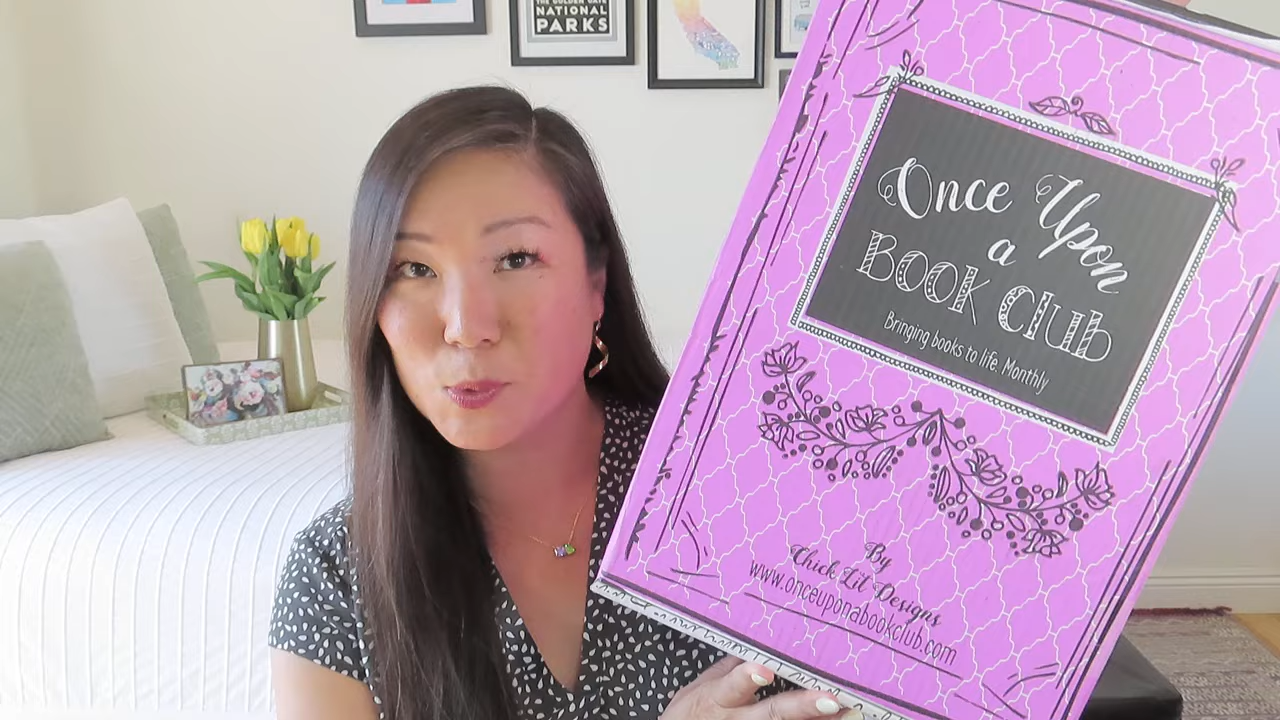 THE GOLDEN GATE
NATIONAL
PARKS
Once Upon
a
BOOK Club
Bringing books to life. Monthly
By
Chick Lit Designs
www.onceuponabookclub.com